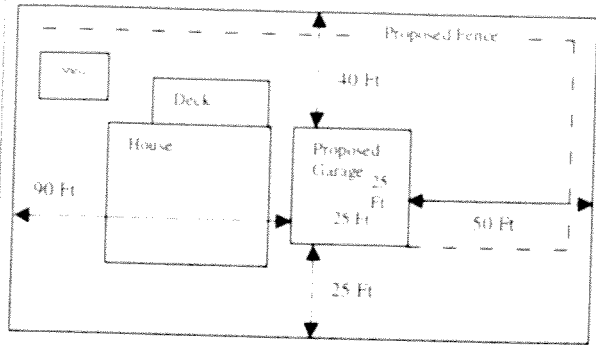 Proposed Fence
40 Ft
Deck
House
Proposed
Garage
25
Ft
25 Ft
90 Ft
50 Ft
25 Ft